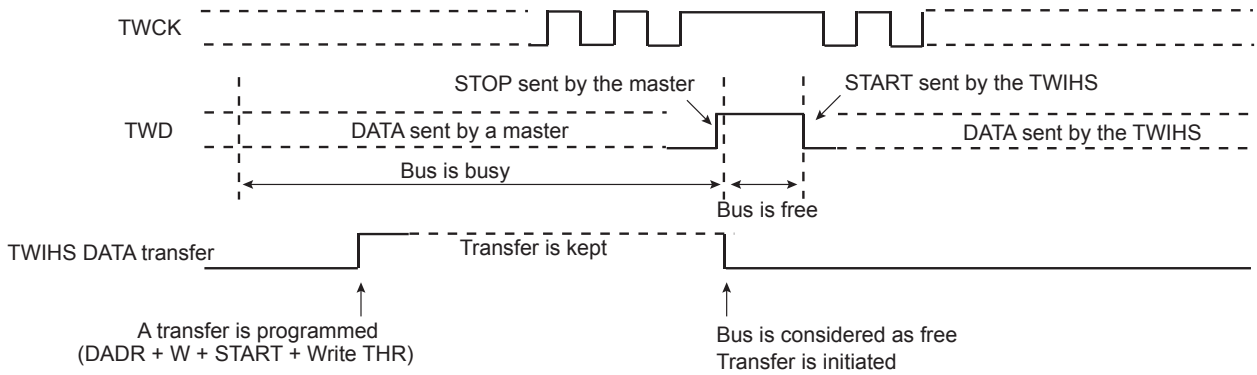 TWCK
STOP sent by the master
START sent by the TWIHS
TWD
DATA sent by a master
DATA sent by the TWIHS
Bus is busy
Bus is free
TWIHS DATA transfer
Transfer is kept
A transfer is programmed
(DADR + W + START + Write THR)
Bus is considered as free
Transfer is initiated